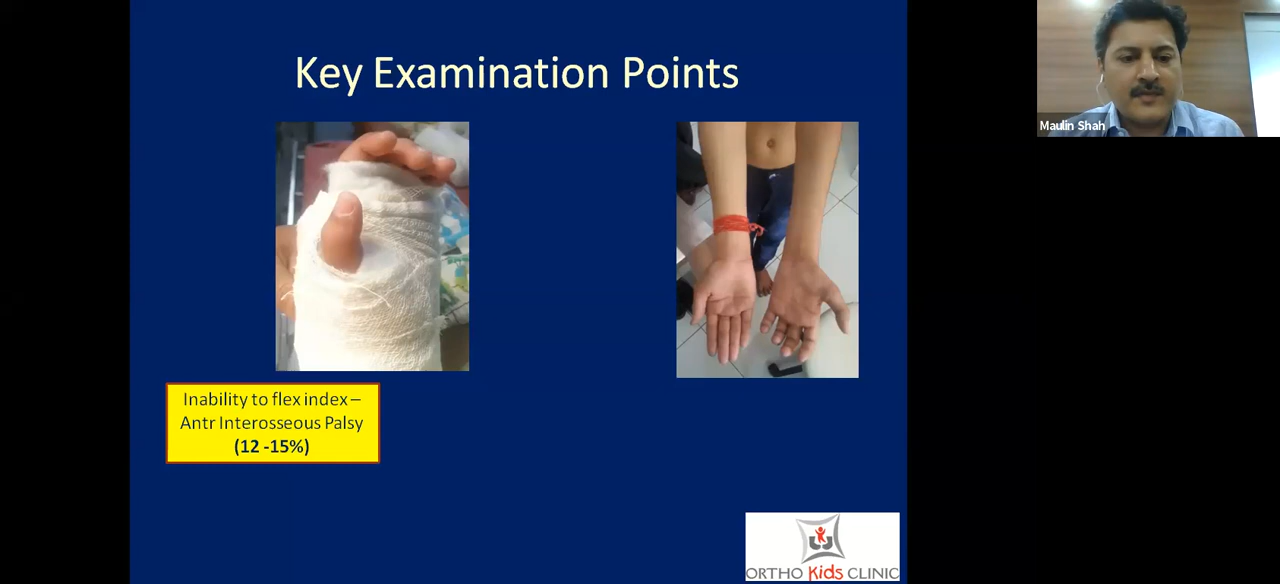 Key Examination Points
Maulin Shah
Inability to flex index –
Antr Interosseous Palsy
(12 -15%)
ORTHO Kids CLINIC